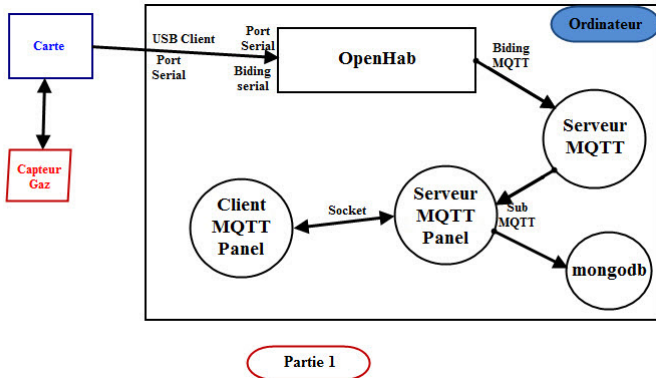 Ordinateur
Carte
USB Client
Port
Serial
Port
Serial
Biding
serial
OpenHab
Biding
MQTT
Capteur
Gaz
Serveur
MQTT
Client
MQTT
Panel
Socket
Serveur
MQTT
Panel
Sub
MQTT
mongodb
Partie 1